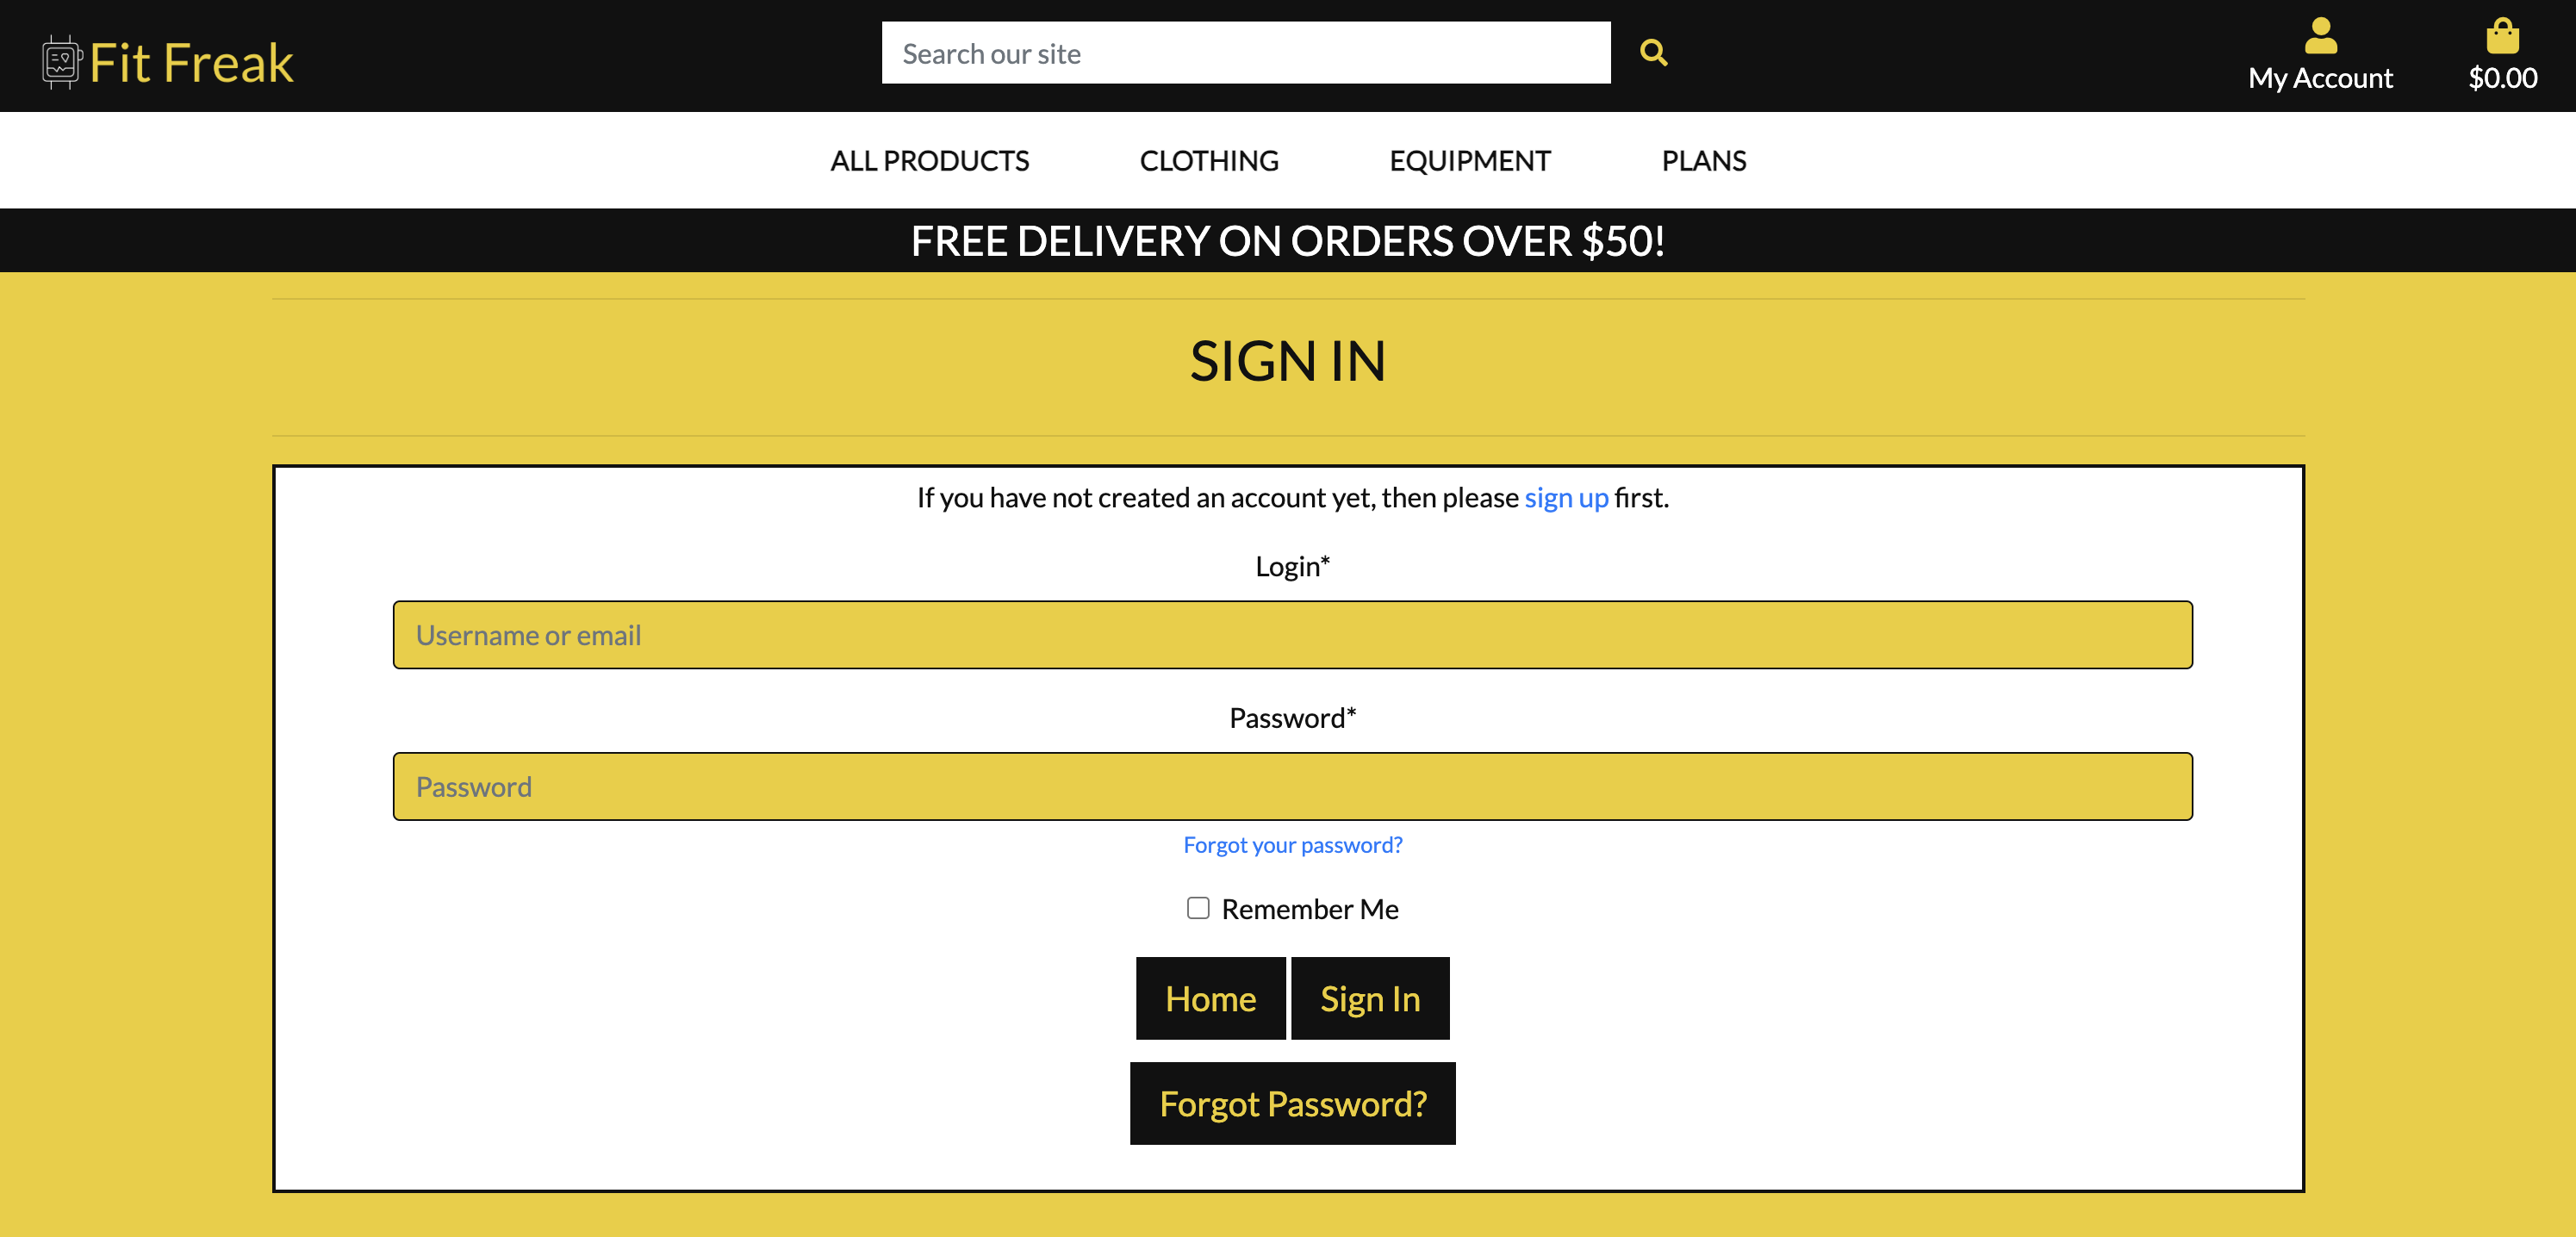 Fit Freak
Search our site
My Account
$0.00
ALL PRODUCTS CLOTHING EQUIPMENT PLANS
FREE DELIVERY ON ORDERS OVER $50!
SIGN IN
If you have not created an account yet, then please sign up first.
Login*
Username or email
Password*
Password
Forgot your password?
Remember Me
Home Sign In
Forgot Password?